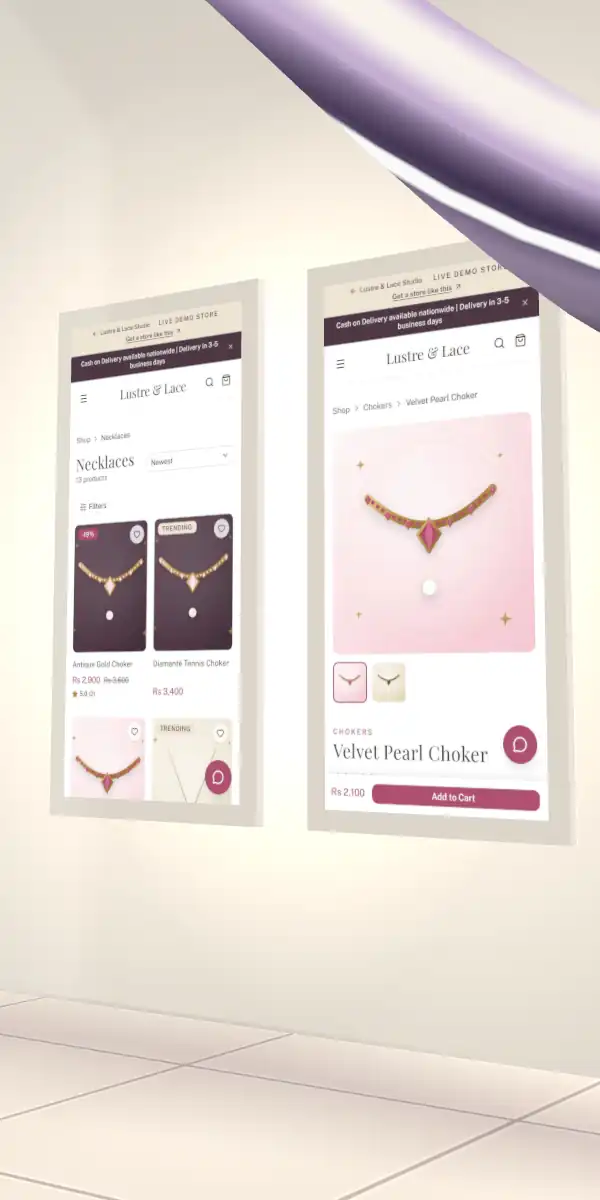 ← Lustre & Lace Studio LIVE DEMO STORE
Get a store like this ↗
Cash on Delivery available nationwide | Delivery in 3-5
business days
×
Lustre & Lace
Shop > Necklaces
Necklaces
13 products
Newest
Filters
TRENDING
Antique Gold Choker
Rs 2,900 Rs 3,600
Diamanté Tennis Choker
Rs 3,400
TRENDING
← Lustre & Lace Studio LIVE DEMO STORE
Get a store like this ↗
Cash on Delivery available nationwide | Delivery in 3-5
business days
×
Lustre & Lace
Shop > Chokers > Velvet Pearl Choker
CHOKERS
Velvet Pearl Choker
Rs 2,100
Add to Cart